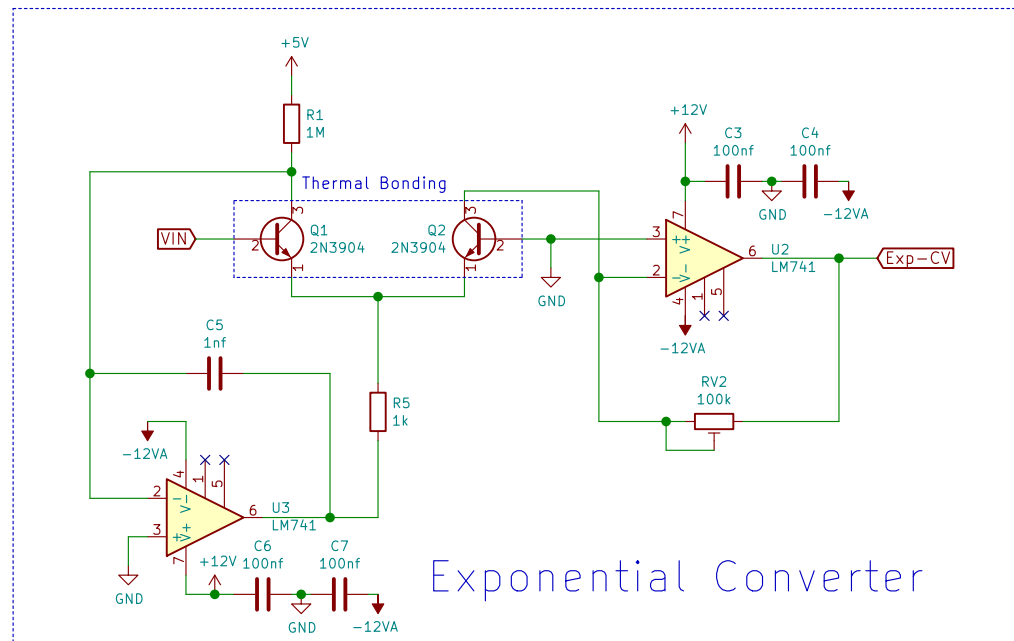 +5V
R1
1M
Thermal Bonding
VIN
3
2
1
Q1
2N3904
3
Q2
2N3904
2
1
GND
+12V
C3
100nf
C4
100nf
GND
-12VA
7
3
+
V+
2
-
V-
6
U2
LM741
4
1
5
-12VA
Exp-CV
RV2
100k
C5
1nf
R5
1k
-12VA
4
1
5
2
-
V-
3
+
V+
6
U3
LM741
7
GND
+12V
C6
100nf
C7
100nf
GND
-12VA
Exponential Converter